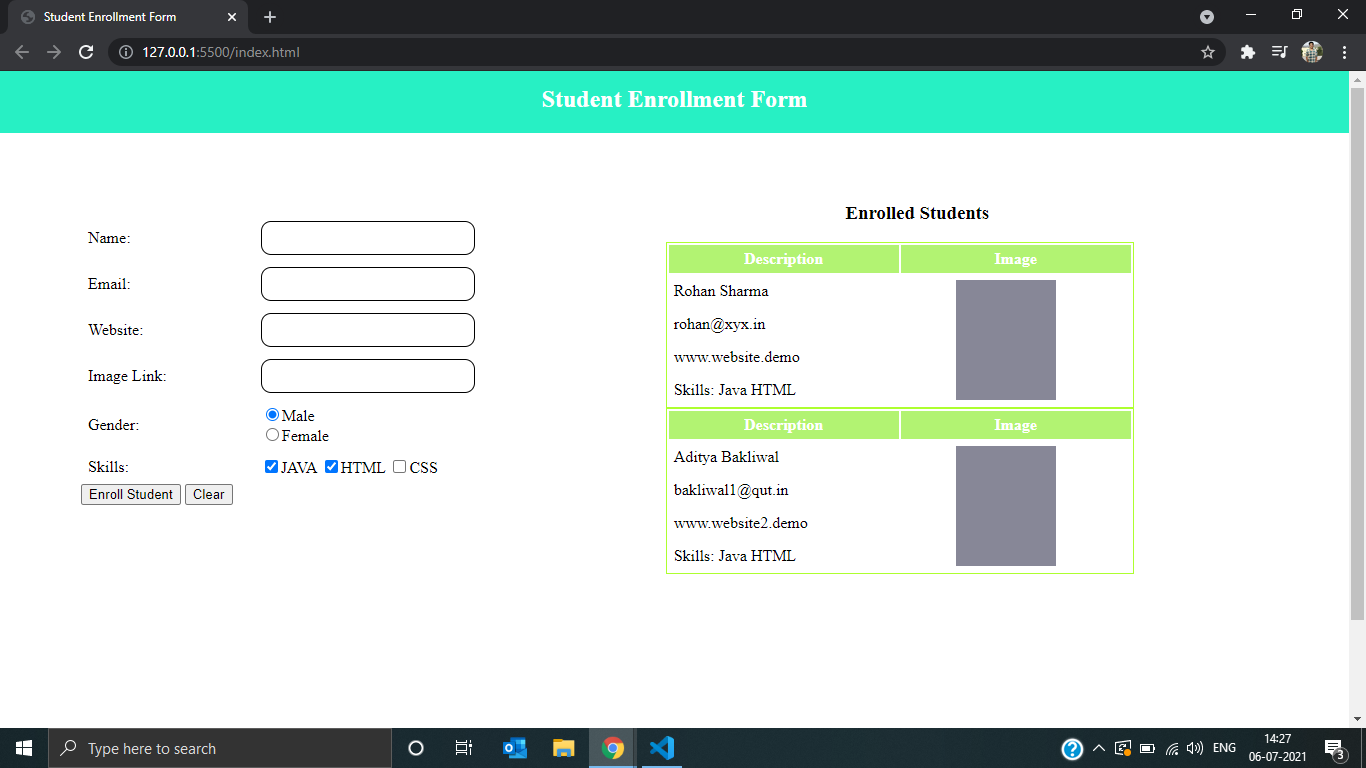 Student Enrollment Form
127.0.0.1:5500/index.html
Student Enrollment Form
Name:
Email:
Website:
Image Link:
Gender:
Male
Female
Skills:
JAVA HTML CSS
Enroll Student Clear
Enrolled Students
Description Image
Rohan Sharma
rohan@xyx.in
www.website.demo
Skills: Java HTML
Description Image
Aditya Bakliwal
bakliwal1@qut.in
www.website2.demo
Skills: Java HTML
Type here to search
ENG
14:27
06-07-2021
3